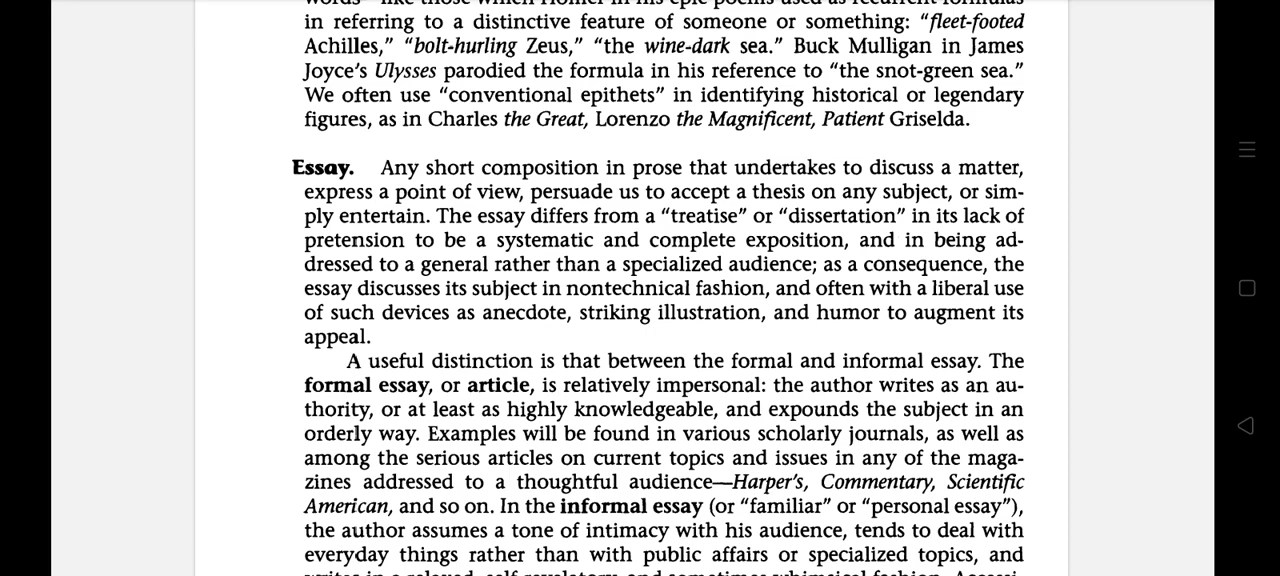 in referring to a distinctive feature of someone or something: “fleet-footed
Achilles,” “bolt-hurling Zeus,” “the wine-dark sea.” Buck Mulligan in James
Joyce’s Ulysses parodied the formula in his reference to “the snot-green sea.”
We often use “conventional epithets” in identifying historical or legendary
figures, as in Charles the Great, Lorenzo the Magnificent, Patient Griselda.
Essay. Any short composition in prose that undertakes to discuss a matter,
express a point of view, persuade us to accept a thesis on any subject, or sim-
ply entertain. The essay differs from a “treatise” or “dissertation” in its lack of
pretension to be a systematic and complete exposition, and in being ad-
dressed to a general rather than a specialized audience; as a consequence, the
essay discusses its subject in nontechnical fashion, and often with a liberal use
of such devices as anecdote, striking illustration, and humor to augment its
appeal.
A useful distinction is that between the formal and informal essay. The
formal essay, or article, is relatively impersonal: the author writes as an au-
thority, or at least as highly knowledgeable, and expounds the subject in an
orderly way. Examples will be found in various scholarly journals, as well as
among the serious articles on current topics and issues in any of the maga-
zines addressed to a thoughtful audience—Harper’s, Commentary, Scientific
American, and so on. In the informal essay (or “familiar” or “personal essay”),
the author assumes a tone of intimacy with his audience, tends to deal with
everyday things rather than with public affairs or specialized topics, and